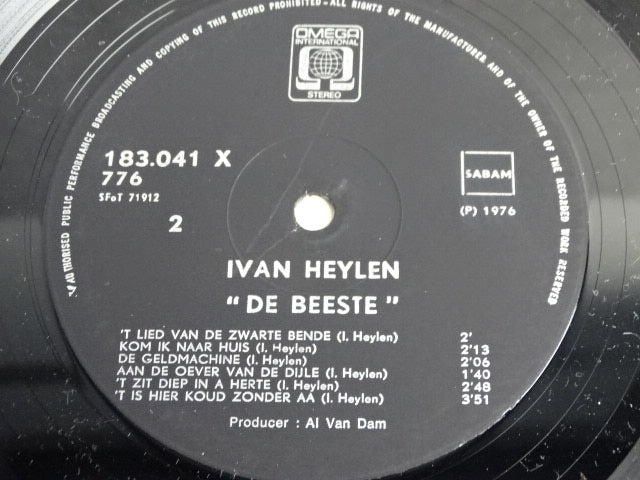 UNAUTHORISED PUBLIC PERFORMANCE BROADCASTING AND COPYING OF THIS RECORD PROHIBITED - ALL RIGHTS OF THE MANUFACTURER AND OF THE OWNER OF THE RECORDED WORK RESERVED
OMEGA
INTERNATIONAL
STEREO
183.041 X
776
SFoT 71912
2
SABAM
(P) 1976
IVAN HEYLEN
" DE BEESTE "
'T LIED VAN DE ZWARTE BENDE (I. Heylen) 2'
KOM IK NAAR HUIS (I. Heylen) 2'13
DE GELDMACHINE (I. Heylen) 2'06
AAN DE OEVER VAN DE DIJLE (I. Heylen) 1'40
'T ZIT DIEP IN A HERTE (I. Heylen) 2'48
'T IS HIER KOUD ZONDER AA (I. Heylen) 3'51
Producer : Al Van Dam